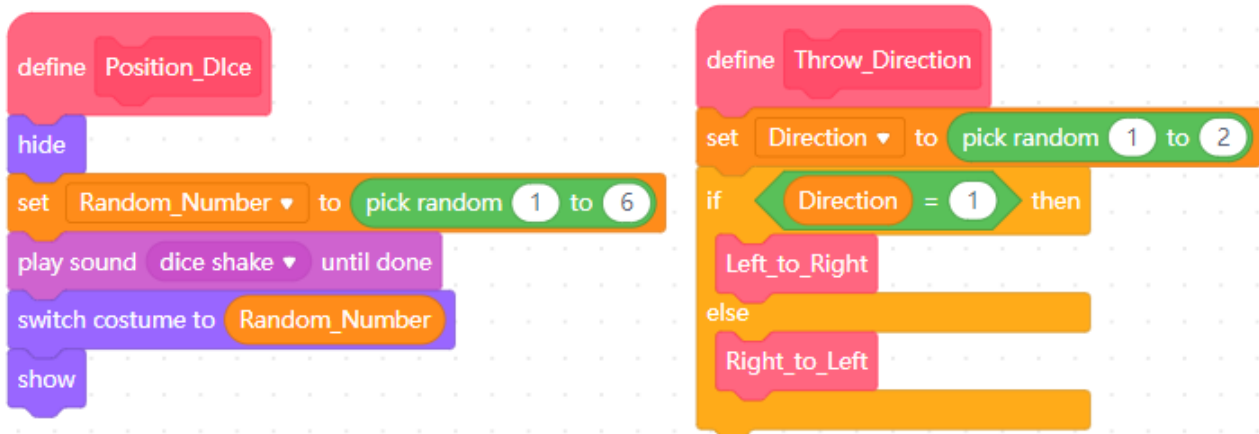 define Position_DIce
hide
set Random_Number ▾ to pick random 1 to 6
play sound dice shake ▾ until done
switch costume to Random_Number
show
define Throw_Direction
set Direction ▾ to pick random 1 to 2
if Direction = 1 then
Left_to_Right
else
Right_to_Left